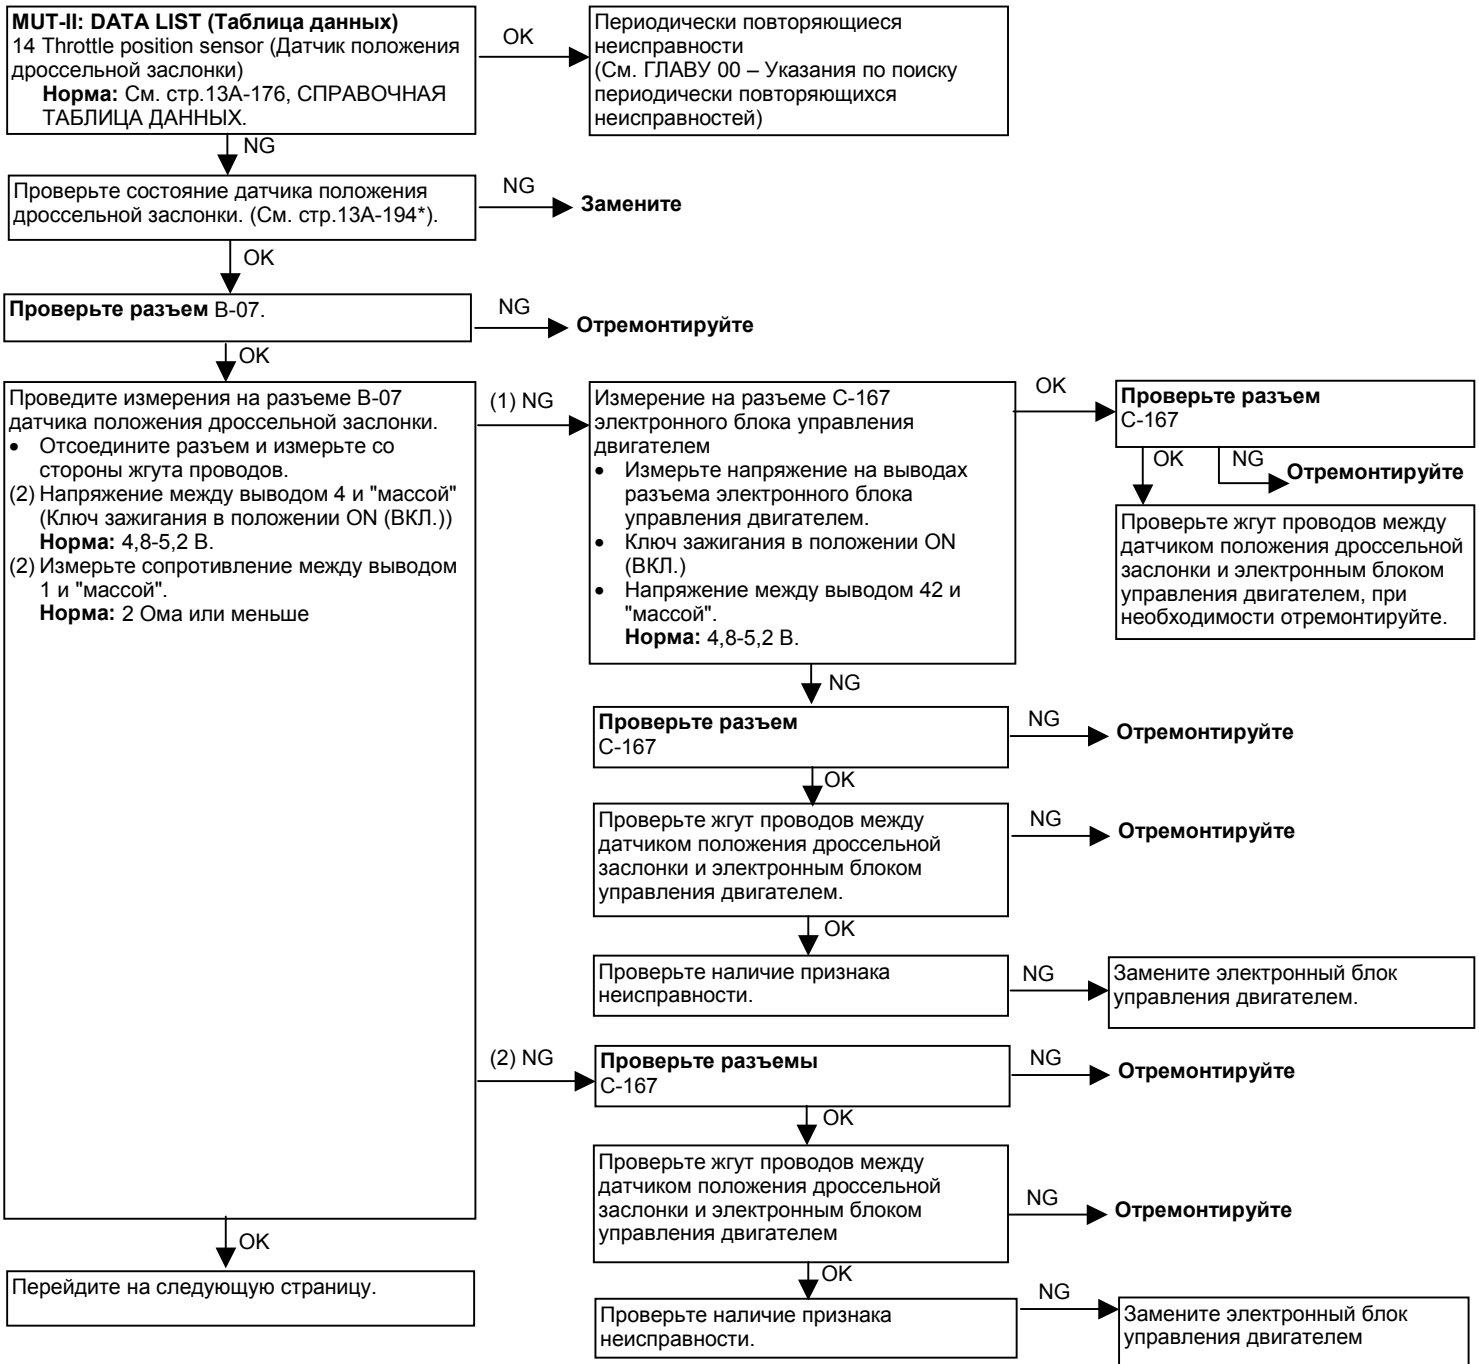 MUT-II: DATA LIST (Таблица данных)
14 Throttle position sensor (Датчик положения
дроссельной заслонки)
Норма: См. стр.13А-176, СПРАВОЧНАЯ
ТАБЛИЦА ДАННЫХ.
OK
Периодически повторяющиеся
неисправности
(См. ГЛАВУ 00 – Указания по поиску
периодически повторяющихся
неисправностей)
NG
Проверьте состояние датчика положения
дроссельной заслонки. (См. стр.13А-194*).
NG
Замените
OK
Проверьте разъем В-07.
NG
Отремонтируйте
OK
Проведите измерения на разъеме В-07
датчика положения дроссельной заслонки.
• Отсоедините разъем и измерьте со
стороны жгута проводов.
(2) Напряжение между выводом 4 и "массой"
(Ключ зажигания в положении ON (ВКЛ.))
Норма: 4,8-5,2 В.
(2) Измерьте сопротивление между выводом
1 и "массой".
Норма: 2 Ома или меньше
(1) NG
Измерение на разъеме С-167
электронного блока управления
двигателем
• Измерьте напряжение на выводах
разъема электронного блока
управления двигателем.
• Ключ зажигания в положении ON
(ВКЛ.)
• Напряжение между выводом 42 и
"массой".
Норма: 4,8-5,2 В.
OK
Проверьте разъем
С-167
OK
NG
Отремонтируйте
Проверьте жгут проводов между
датчиком положения дроссельной
заслонки и электронным блоком
управления двигателем, при
необходимости отремонтируйте.
NG
Проверьте разъем
С-167
NG
Отремонтируйте
OK
Проверьте жгут проводов между
датчиком положения дроссельной
заслонки и электронным блоком
управления двигателем.
NG
Отремонтируйте
OK
Проверьте наличие признака
неисправности.
NG
Замените электронный блок
управления двигателем.
(2) NG
Проверьте разъемы
С-167
NG
Отремонтируйте
OK
Проверьте жгут проводов между
датчиком положения дроссельной
заслонки и электронным блоком
управления двигателем
NG
Отремонтируйте
OK
Перейдите на следующую страницу.
OK
Проверьте наличие признака
неисправности.
NG
Замените электронный блок
управления двигателем